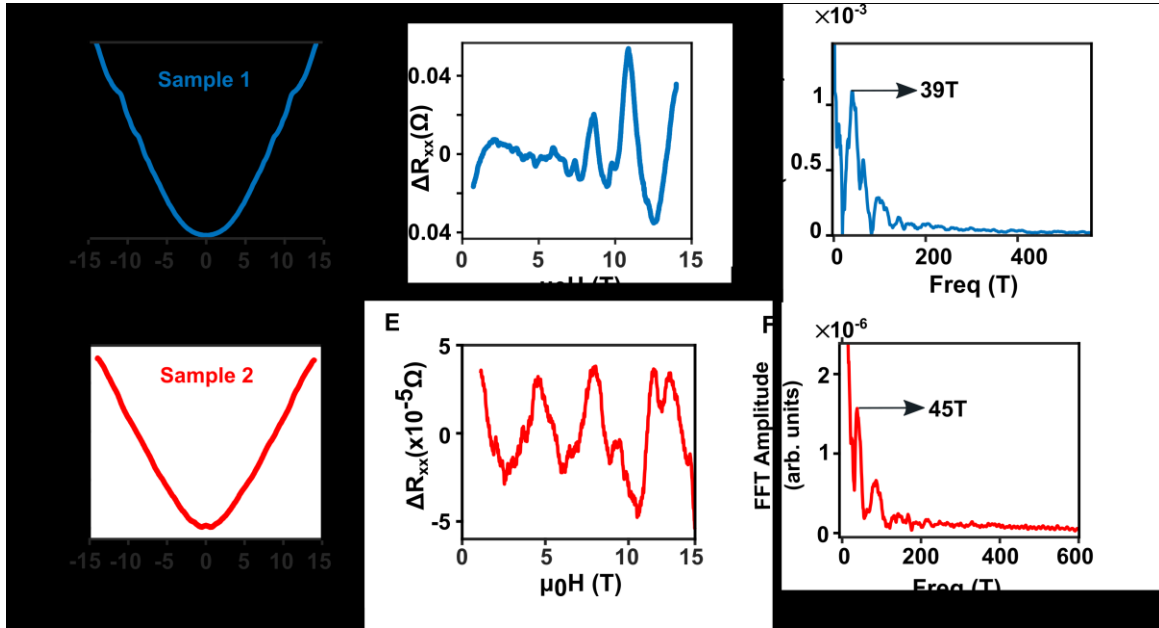 Sample 1
-15 -10 -5 0 5 10 15
ΔRxx(Ω)
0.04
0
0.04
0 5 10 15
×10-3
1
0.5
0
0 200 400
39T
Freq (T)
Sample 2
-15 -10 -5 0 5 10 15
E
ΔRxx(x10-5Ω)
5
0
-5
0 5 10 15
μ0H (T)
F
FFT Amplitude
(arb. units)
×10-6
2
1
0
0 200 400 600
45T
Freq (T)